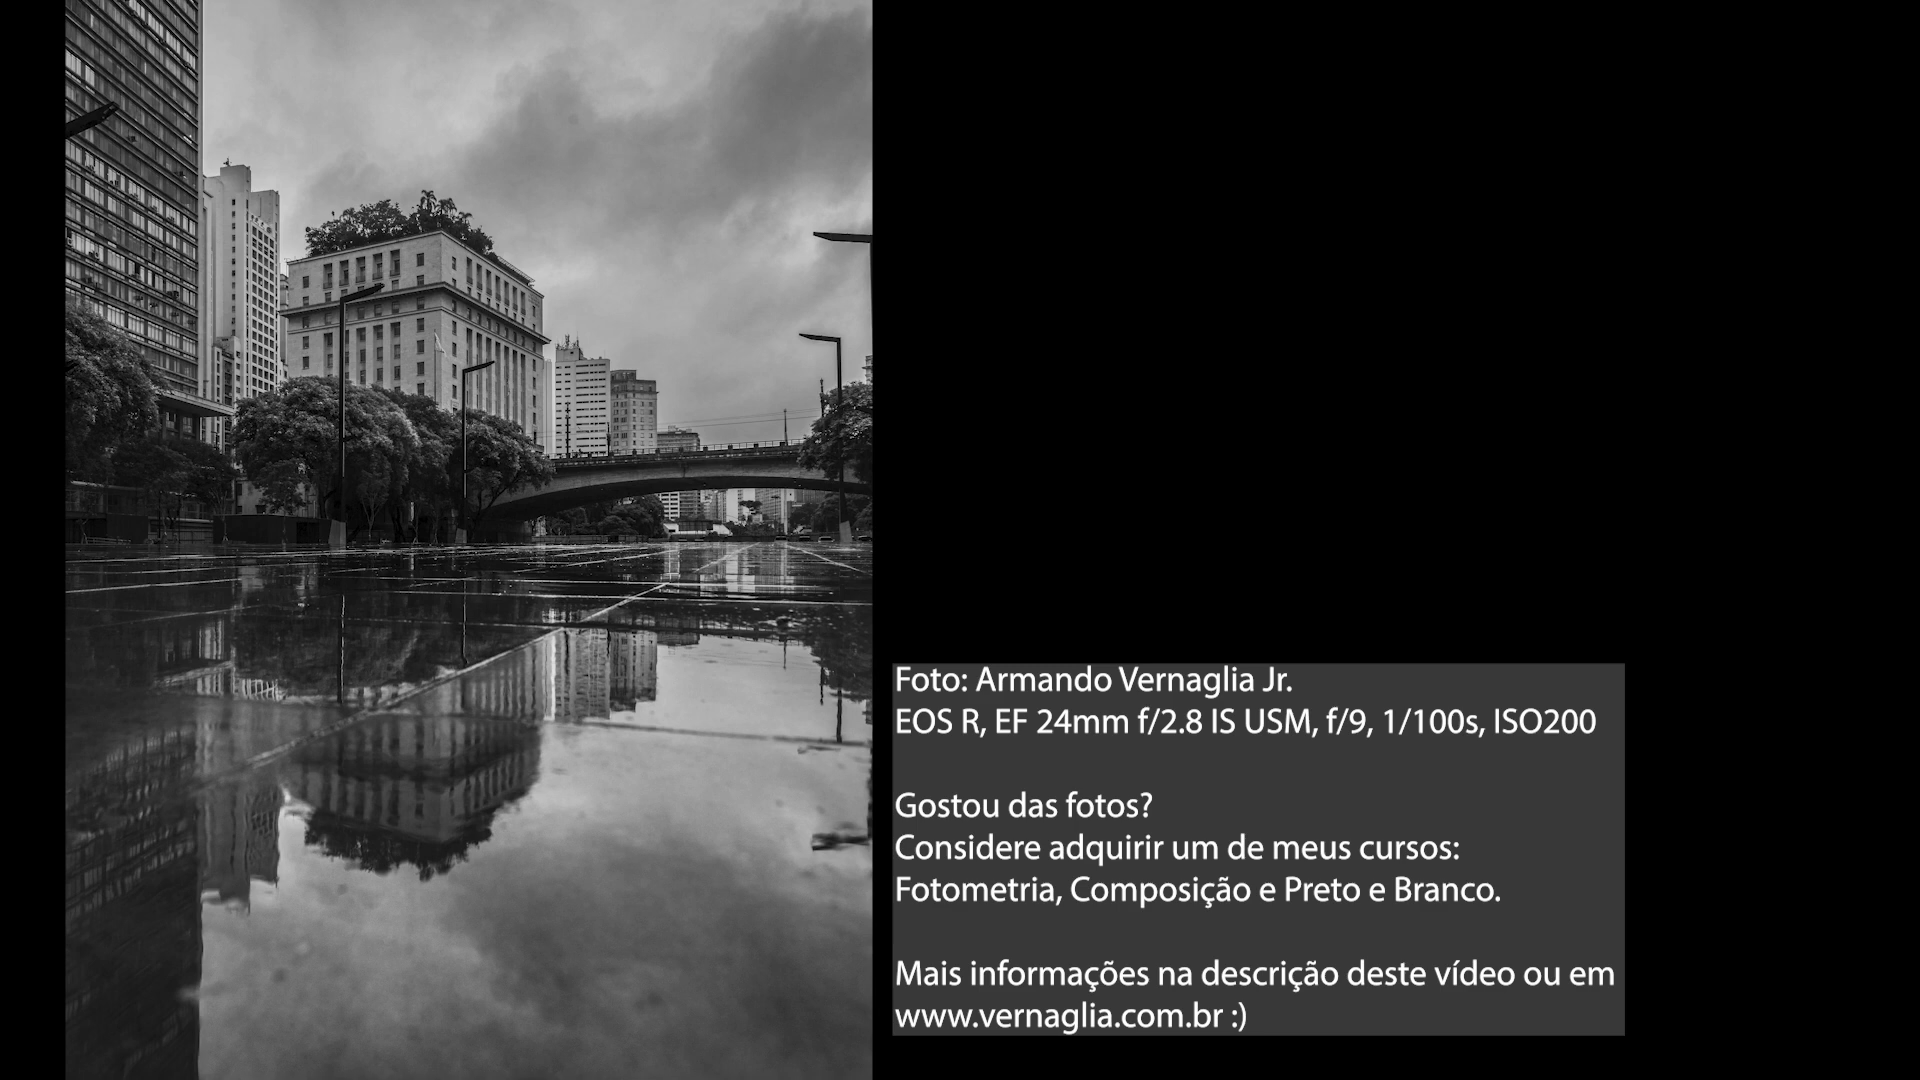 Foto: Armando Vernaglia Jr.
EOS R, EF 24mm f/2.8 IS USM, f/9, 1/100s, ISO200
Gostou das fotos?
Considere adquirir um de meus cursos:
Fotometria, Composição e Preto e Branco.
Mais informações na descrição deste vídeo ou em
www.vernaglia.com.br :)